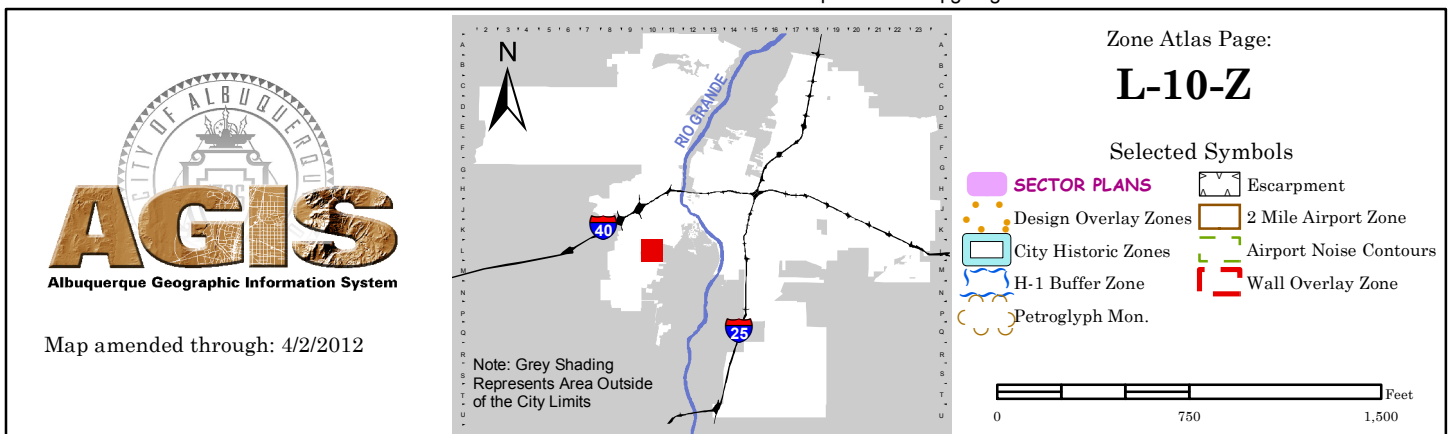 CITY OF ALBUQUERQUE
AGIS
Albuquerque Geographic Information System
Map amended through: 4/2/2012
2 3 4 5 6 7 8 9 10 11 12 13 14 15 16 17 18 19 20 21 22 23
A
B
C
D
E
F
G
H
J
K
L
M
N
P
Q
R
S
T
U
N
RIO GRANDE
40
25
Note: Grey Shading
Represents Area Outside
of the City Limits
A
B
C
D
E
F
G
H
J
K
L
M
N
P
Q
R
S
T
U
Zone Atlas Page:
L-10-Z
Selected Symbols
SECTOR PLANS
Design Overlay Zones
City Historic Zones
H-1 Buffer Zone
Petroglyph Mon.
Escarpment
2 Mile Airport Zone
Airport Noise Contours
Wall Overlay Zone
Feet
0 750 1,500